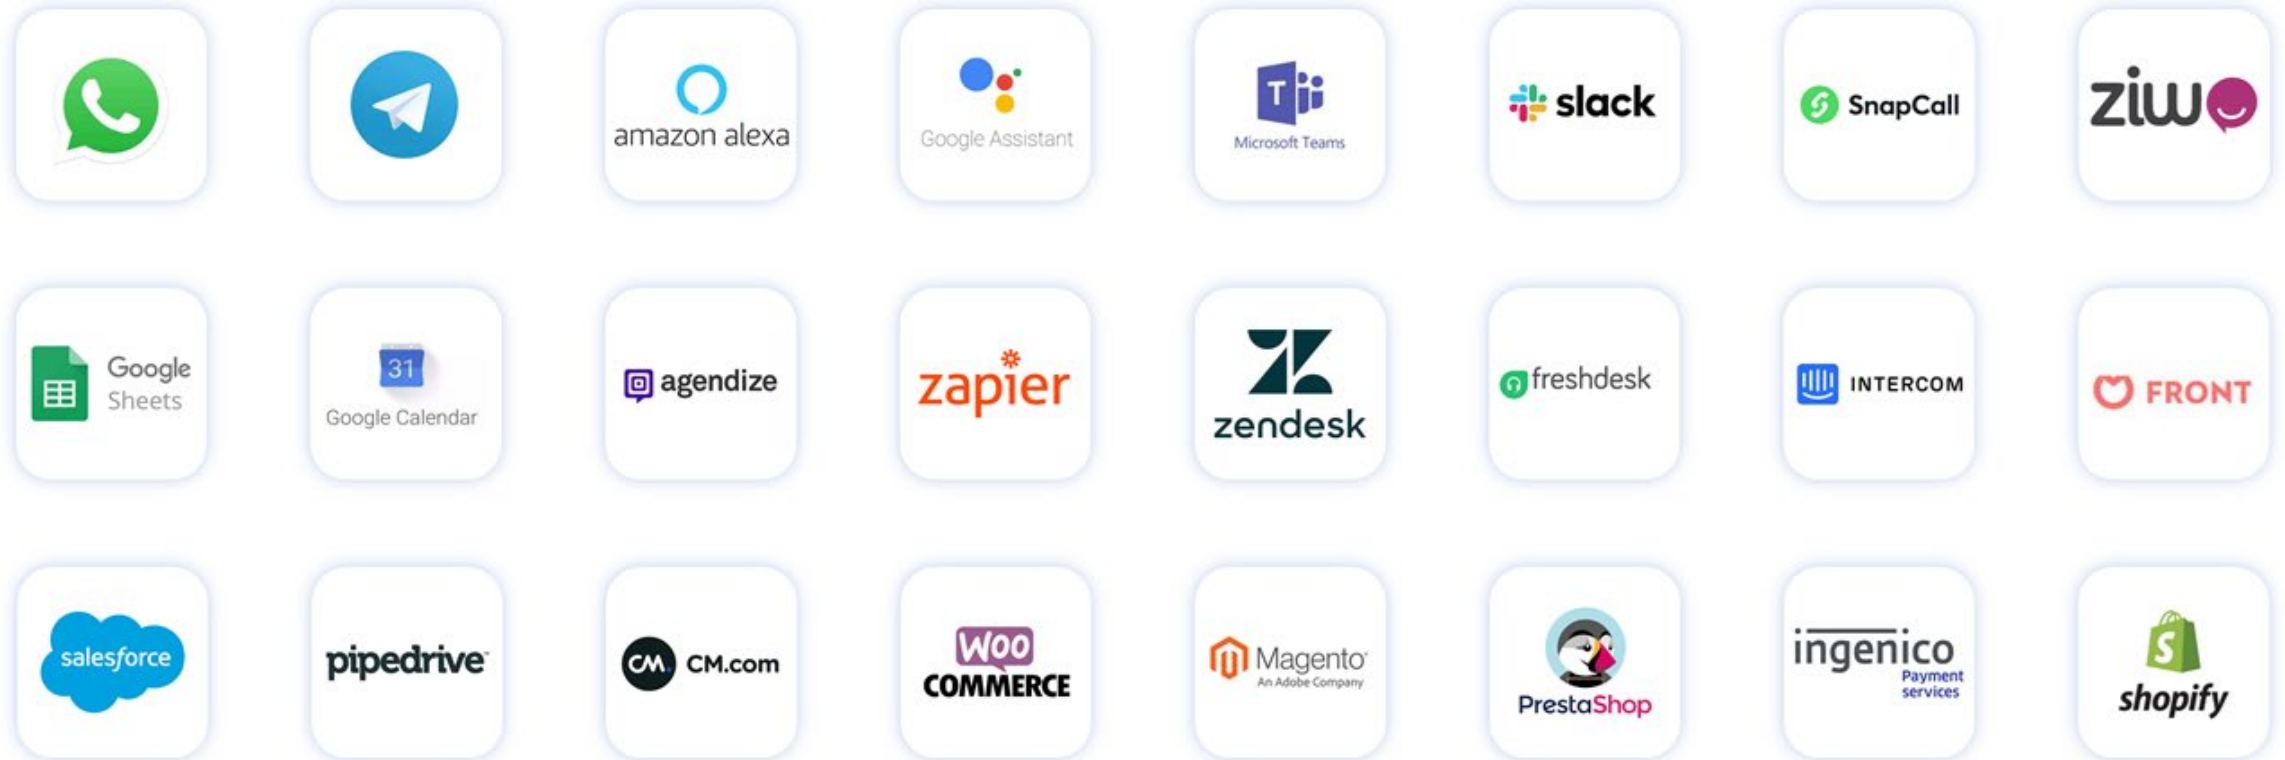 amazon alexa
Google Assistant
T
Microsoft Teams
slack
SnapCall
ziwo
Google
Sheets
31
Google Calendar
agendize
zapier
zendesk
freshdesk
INTERCOM
FRONT
salesforce
pipedrive
CM. CM.com
WOO
COMMERCE
Magento
An Adobe Company
PrestaShop
ingenico
Payment
services
S
shopify